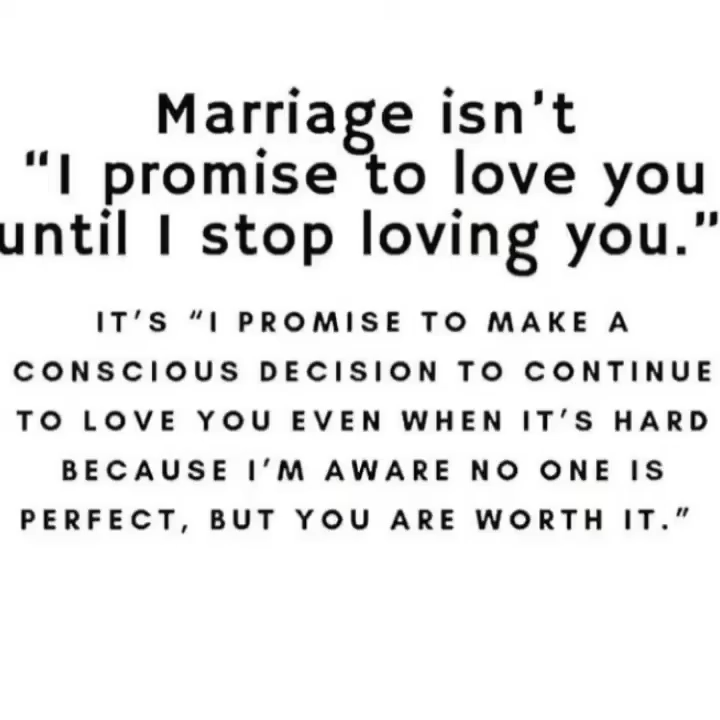 Marriage isn't
"I promise to love you
until I stop loving you."
IT'S "I PROMISE TO MAKE A
CONSCIOUS DECISION TO CONTINUE
TO LOVE YOU EVEN WHEN IT'S HARD
BECAUSE I'M AWARE NO ONE IS
PERFECT, BUT YOU ARE WORTH IT."